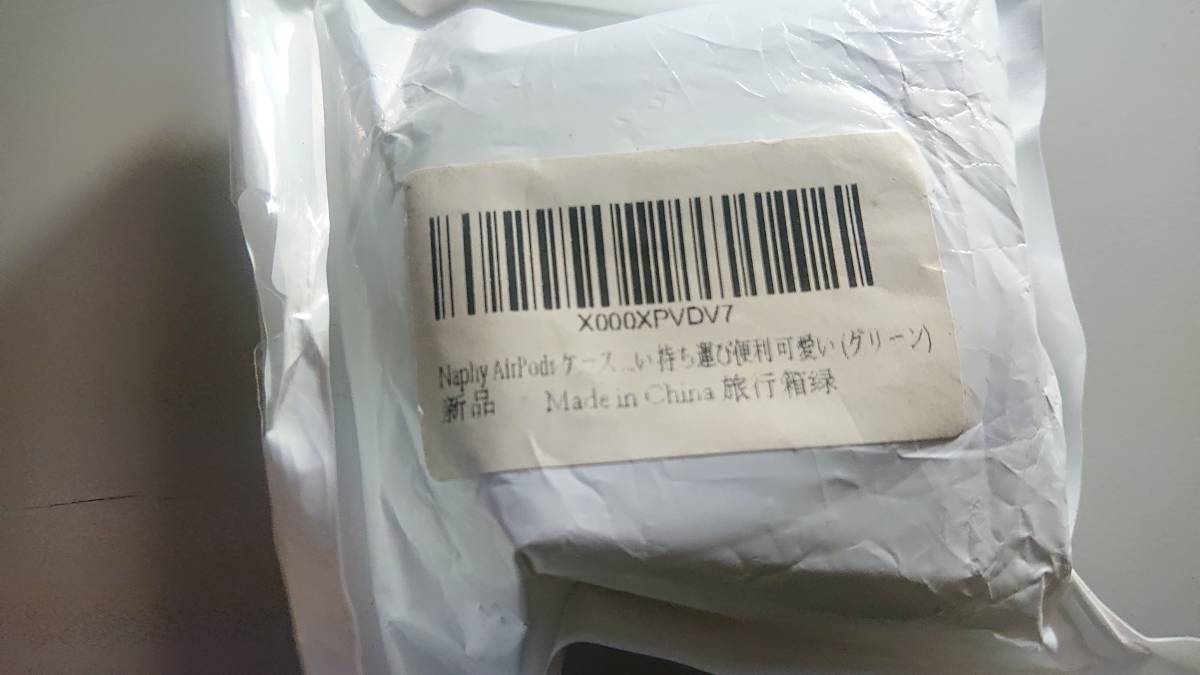 X000XPVDV7
Naphy AirPods ケース...い 持ち運び便利可愛い (グリーン)
新品 Made in China 旅行箱绿